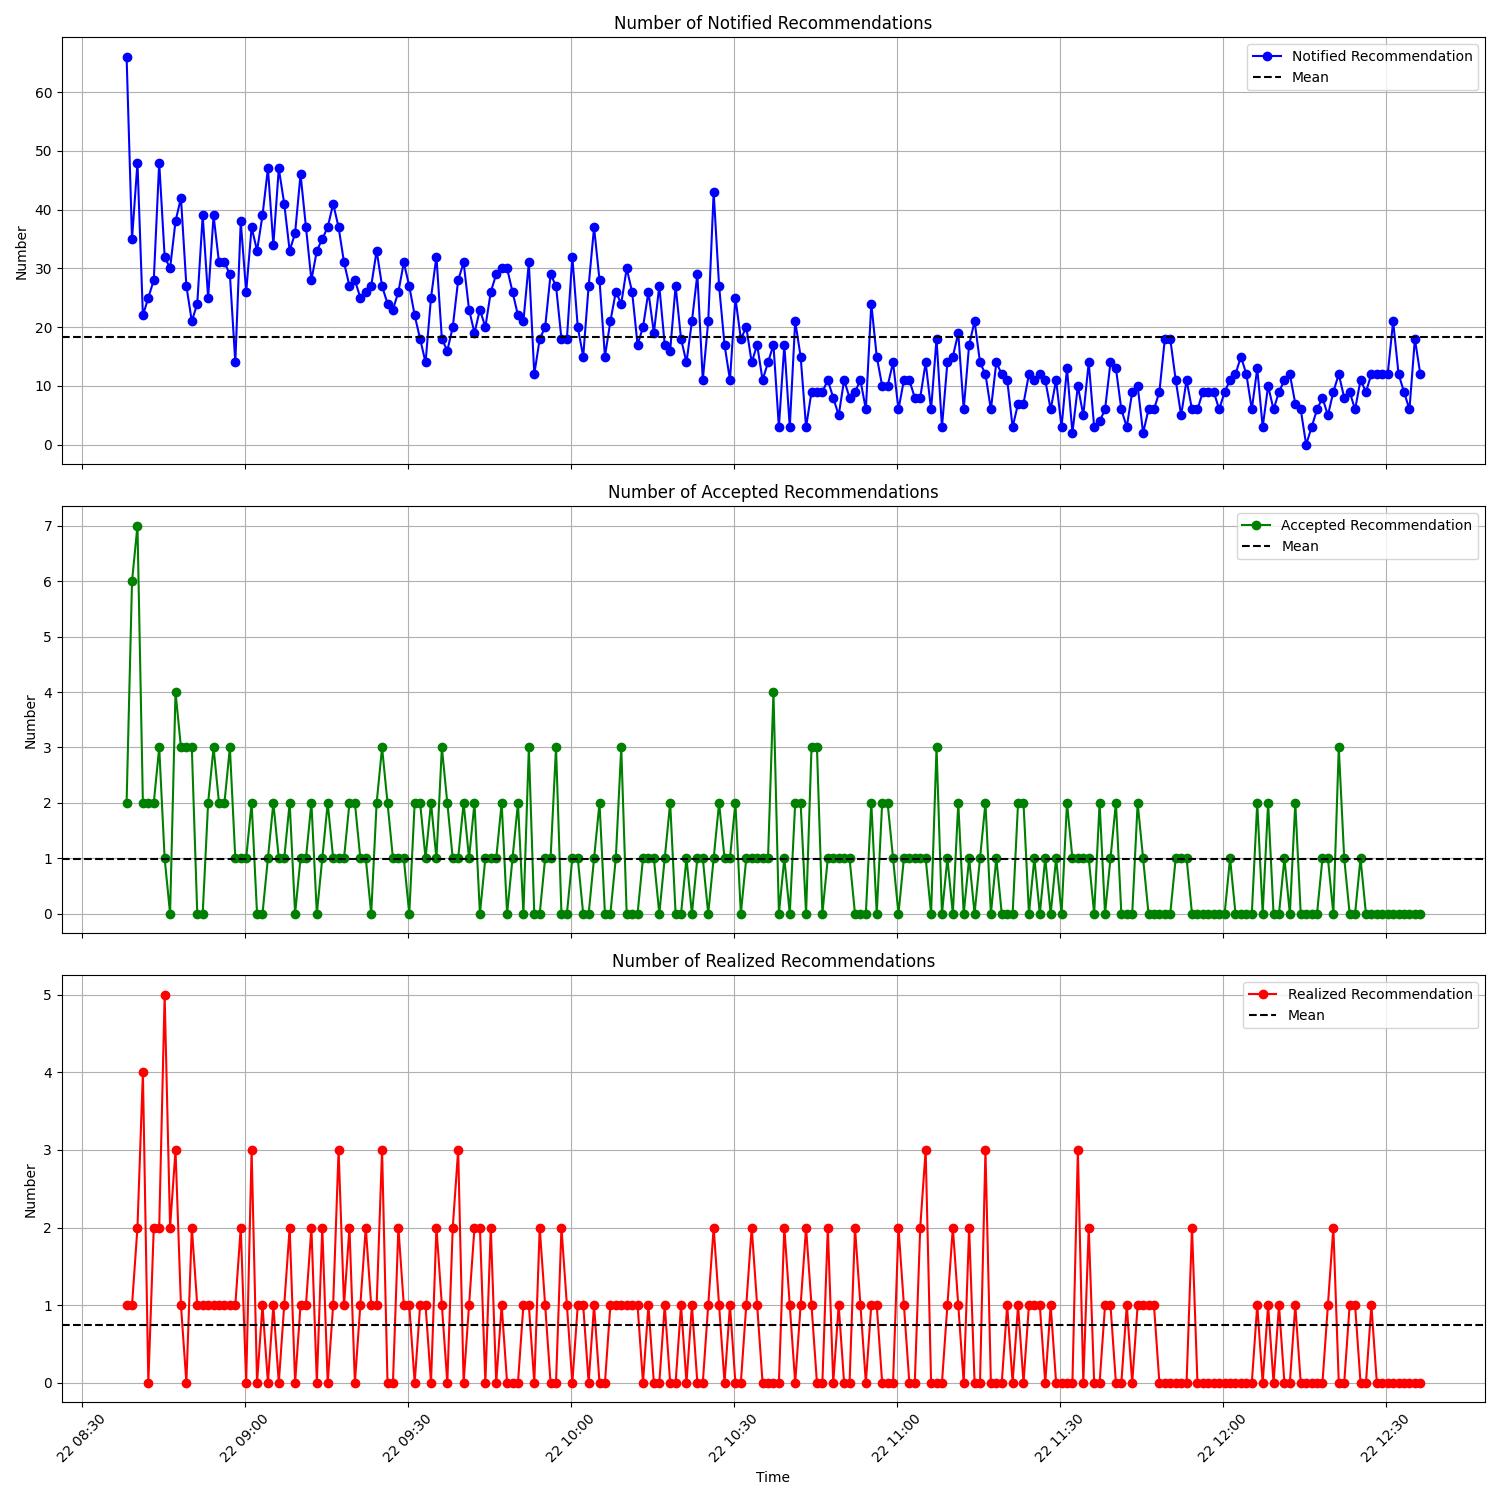 Number of Notified Recommendations
Notified Recommendation
Mean
60
50
40
30
20
10
0
Number
Number of Accepted Recommendations
Accepted Recommendation
Mean
7
6
5
4
3
2
1
0
Number
Number of Realized Recommendations
Realized Recommendation
Mean
5
4
3
2
1
0
Number
22 08:30
22 09:00
22 09:30
22 10:00
22 10:30
22 11:00
22 11:30
22 12:00
22 12:30
Time